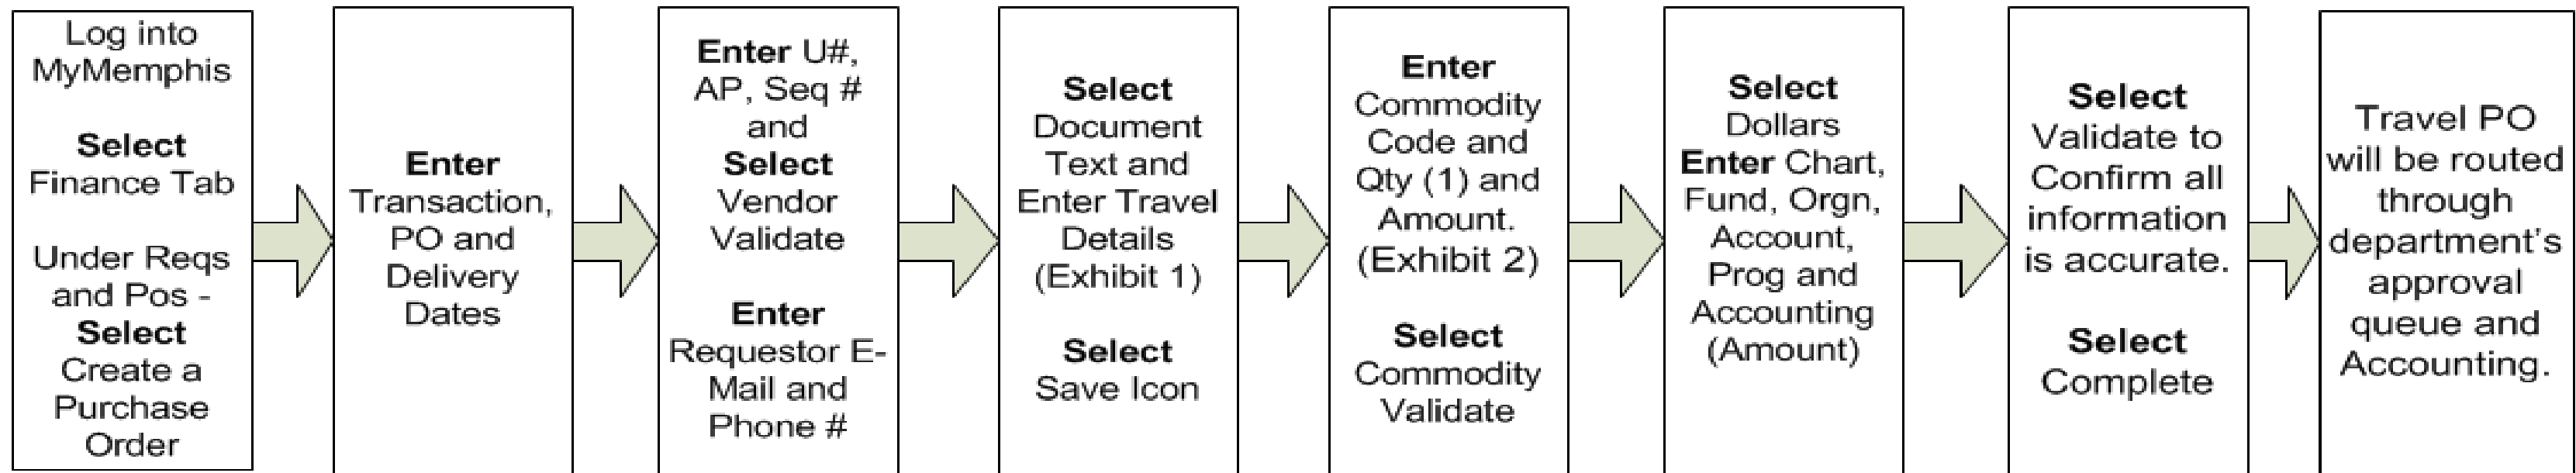 Log into
MyMemphis
Select
Finance Tab
Under Reqs
and Pos -
Select
Create a
Purchase
Order
Enter
Transaction,
PO and
Delivery
Dates
Enter U#,
AP, Seq #
and
Select
Vendor
Validate
Enter
Requestor E-
Mail and
Phone #
Select
Document
Text and
Enter Travel
Details
(Exhibit 1)
Select
Save Icon
Enter
Commodity
Code and
Qty (1) and
Amount.
(Exhibit 2)
Select
Commodity
Validate
Select
Dollars
Enter Chart,
Fund, Orgn,
Account,
Prog and
Accounting
(Amount)
Select
Validate to
Confirm all
information
is accurate.
Select
Complete
Travel PO
will be routed
through
department's
approval
queue and
Accounting.